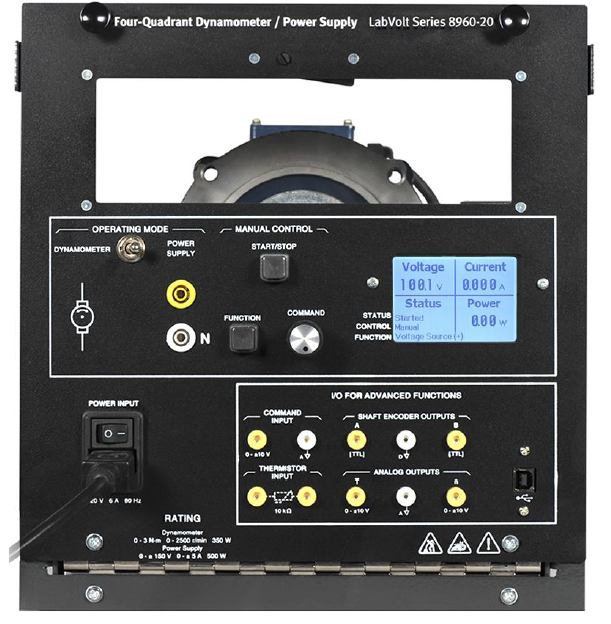 Four-Quadrant Dynamometer / Power Supply LabVolt Series 8960-20
OPERATING MODE
DYNAMOMETER
POWER
SUPPLY
N
MANUAL CONTROL
START/STOP
FUNCTION
COMMAND
STATUS
CONTROL
FUNCTION
Voltage
100.1 V
Current
0.000 A
Status
Started
Manual
Voltage Source (+)
Power
0.00 W
POWER INPUT
20 V 6 A 60 Hz
RATING
Dynamometer
0 - 3 N·m 0 - 2500 r/min 350 W
Power Supply
0 - ± 150 V 0 - ± 5 A 500 W
I/O FOR ADVANCED FUNCTIONS
COMMAND
INPUT
0 - ±10 V
A
SHAFT ENCODER OUTPUTS
A
B
(TTL)
D
(TTL)
THERMISTOR
INPUT
10 kΩ
ANALOG OUTPUTS
T
0 - ±10 V
A
n
0 - ±10 V